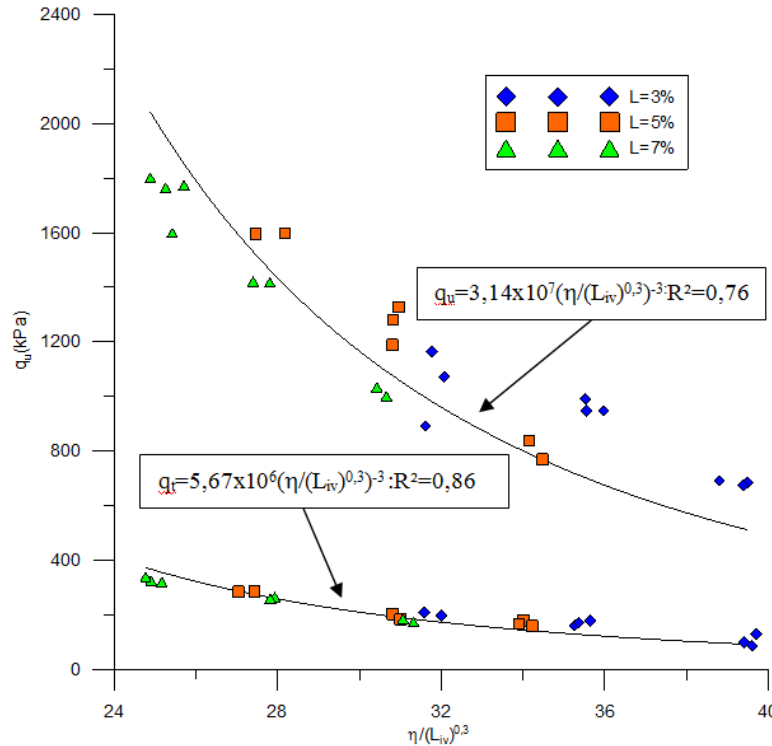 2400
2000
1600
1200
800
400
0
qᵤ(kPa)
L=3%
L=5%
L=7%
qᵤ=3,14x10⁷(η/(Lᵢᵥ)⁰,³)⁻³:R²=0,76
qₜ=5,67x10⁶(η/(Lᵢᵥ)⁰,³)⁻³:R²=0,86
24 28 32 36 40
η/(Lᵢᵥ)⁰,³